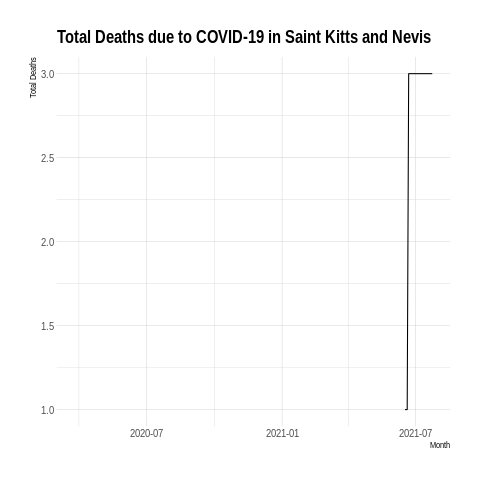 Total Deaths due to COVID-19 in Saint Kitts and Nevis
Total Deaths
3.0
2.5
2.0
1.5
1.0
2020-07 2021-01 2021-07
Month